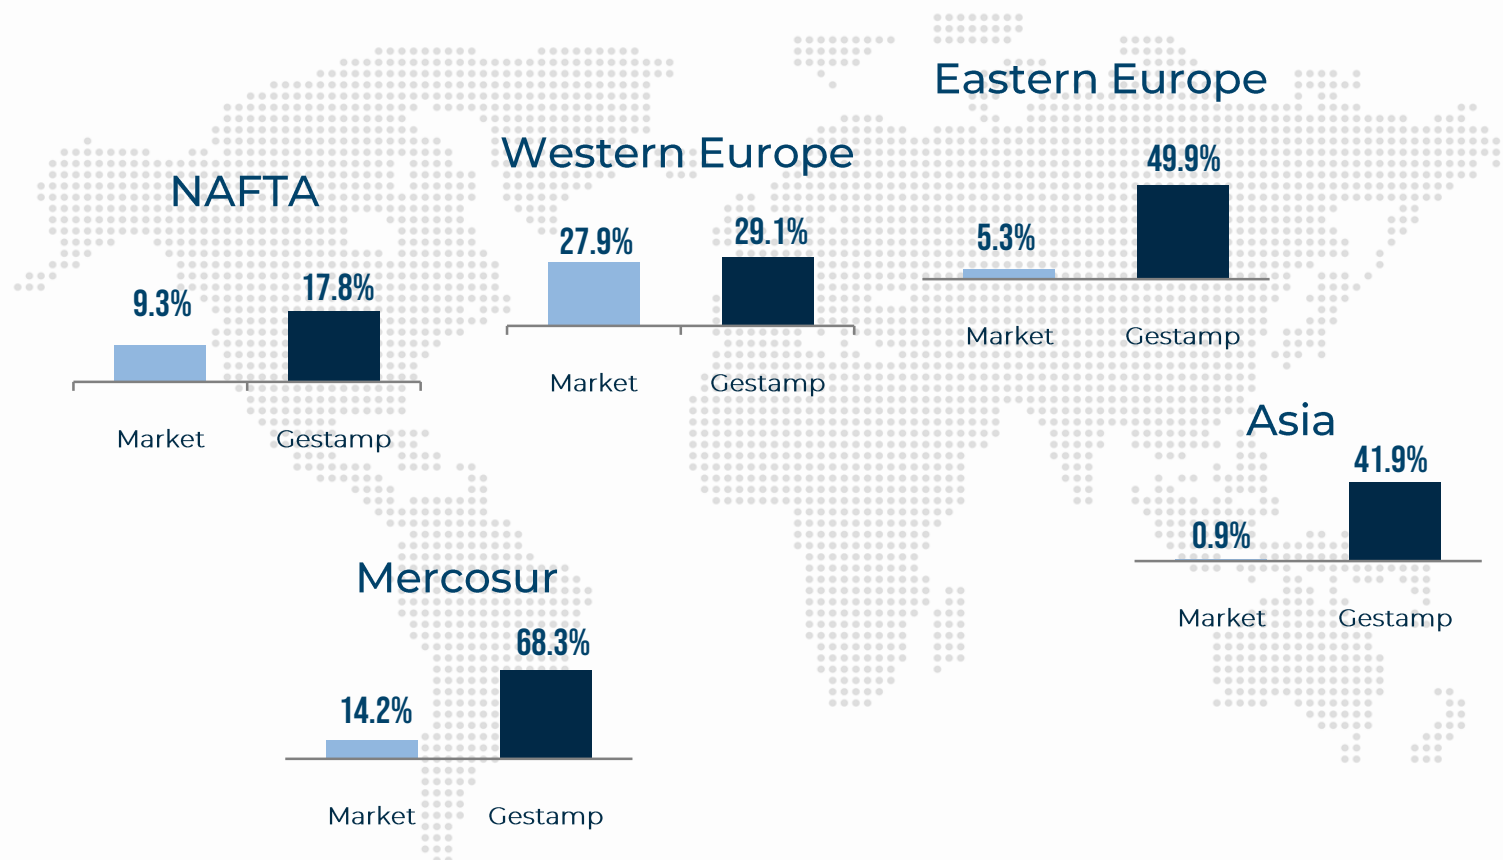 Eastern Europe
49.9%
5.3%
Market Gestamp
Western Europe
27.9% 29.1%
Market Gestamp
NAFTA
9.3% 17.8%
Market Gestamp
Asia
41.9%
0.9%
Market Gestamp
Mercosur
68.3%
14.2%
Market Gestamp